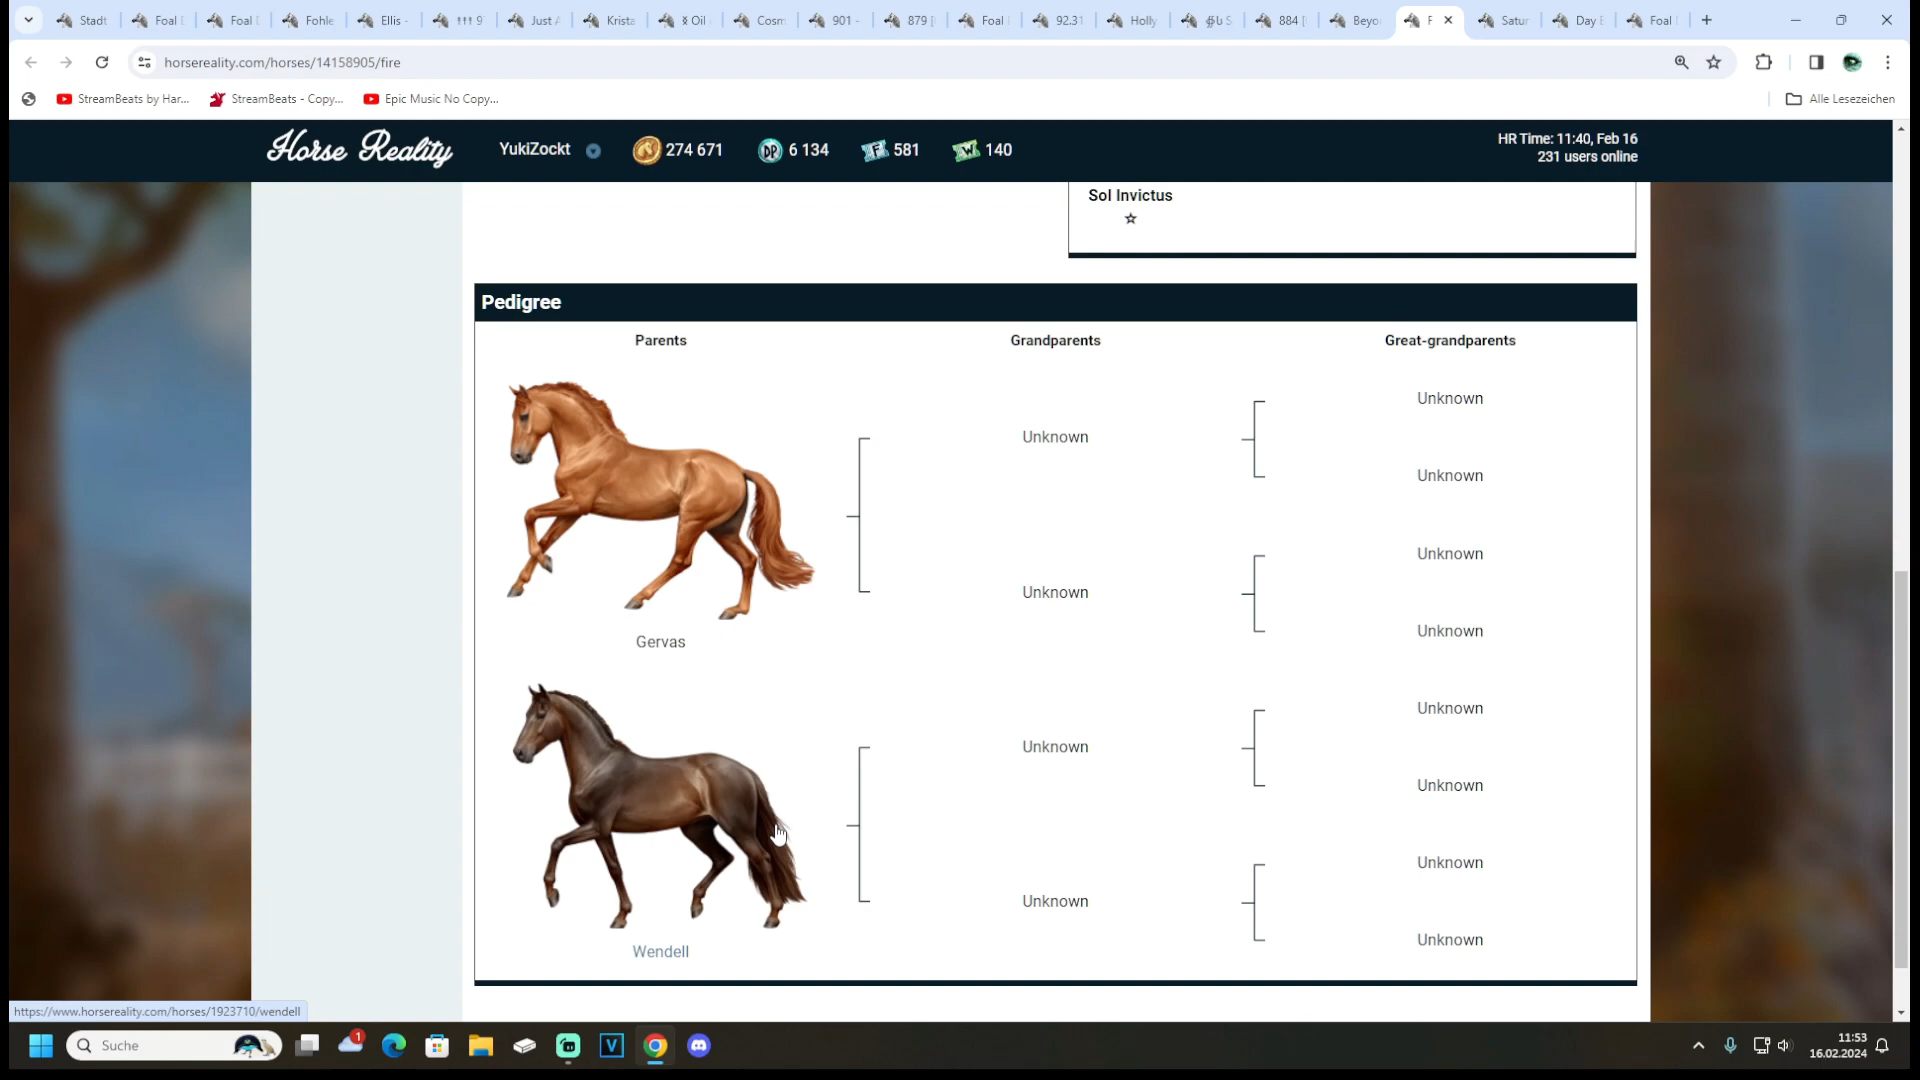 Stadt
Foal
Foal
Fohle
Ellis -
Just
Krista
Oil
Cosm
901 -
879 [
Foal
92.31
Holly
884 [
Beyo
F
Satur
Day
Foal
horsereality.com/horses/14158905/fire
StreamBeats by Har...
StreamBeats - Copy...
Epic Music No Copy...
Alle Lesezeichen
Horse Reality
YukiZockt
274 671
DP 6 134
F 581
W 140
HR Time: 11:40, Feb 16
231 users online
Sol Invictus
Pedigree
Parents Grandparents Great-grandparents
Unknown
Unknown
Unknown
Unknown
Unknown
Unknown
Gervas
Unknown
Unknown
Unknown
Unknown
Unknown
Unknown
Wendell
https://www.horsereality.com/horses/1923710/wendell
Suche
1
V
11:53
16.02.2024